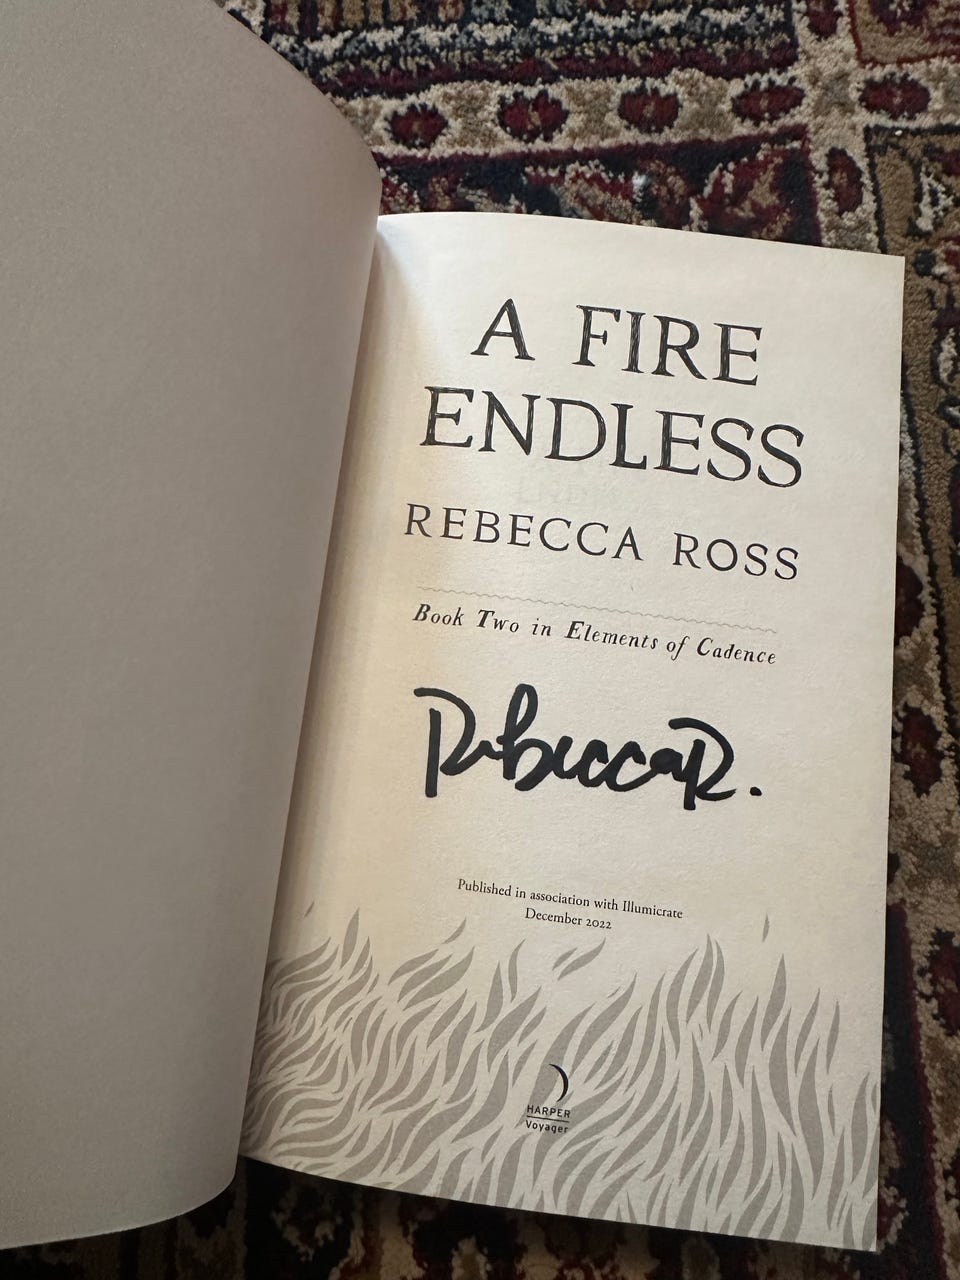 A FIRE
ENDLESS
REBECCA ROSS
Book Two in Elements of Cadence
Rebecca R.
Published in association with Illumicrate
December 2022
HARPER
Voyager